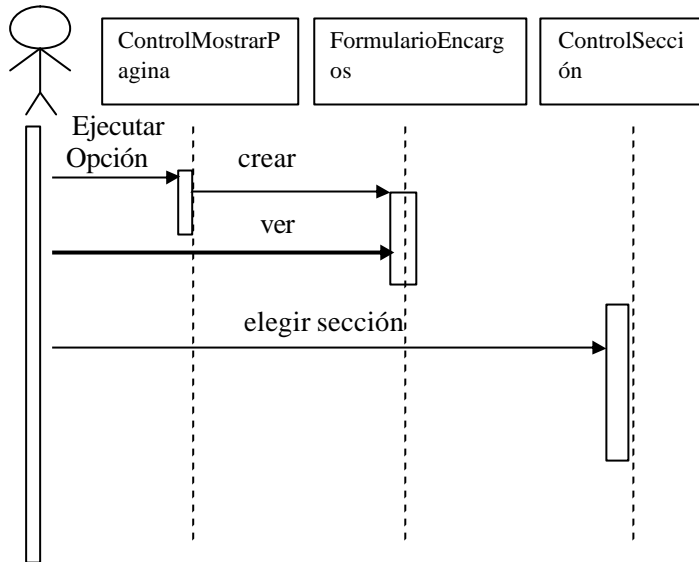 ControlMostrarP
agina
FormularioEncarg
os
ControlSecci
ón
Ejecutar
Opción
crear
ver
elegir sección